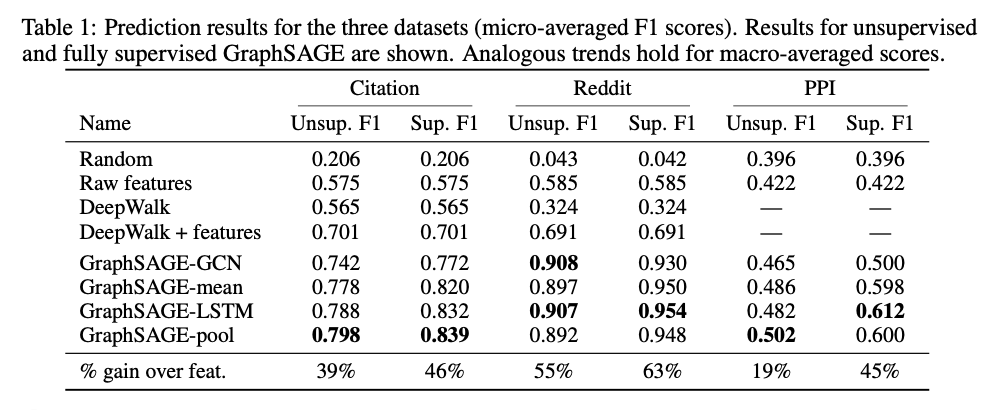 Table 1: Prediction results for the three datasets (micro-averaged F1 scores). Results for unsupervised
and fully supervised GraphSAGE are shown. Analogous trends hold for macro-averaged scores.
Citation Reddit PPI
Name Unsup. F1 Sup. F1 Unsup. F1 Sup. F1 Unsup. F1 Sup. F1
Random 0.206 0.206 0.043 0.042 0.396 0.396
Raw features 0.575 0.575 0.585 0.585 0.422 0.422
DeepWalk 0.565 0.565 0.324 0.324 — —
DeepWalk + features 0.701 0.701 0.691 0.691 — —
GraphSAGE-GCN 0.742 0.772 0.908 0.930 0.465 0.500
GraphSAGE-mean 0.778 0.820 0.897 0.950 0.486 0.598
GraphSAGE-LSTM 0.788 0.832 0.907 0.954 0.482 0.612
GraphSAGE-pool 0.798 0.839 0.892 0.948 0.502 0.600
% gain over feat. 39% 46% 55% 63% 19% 45%